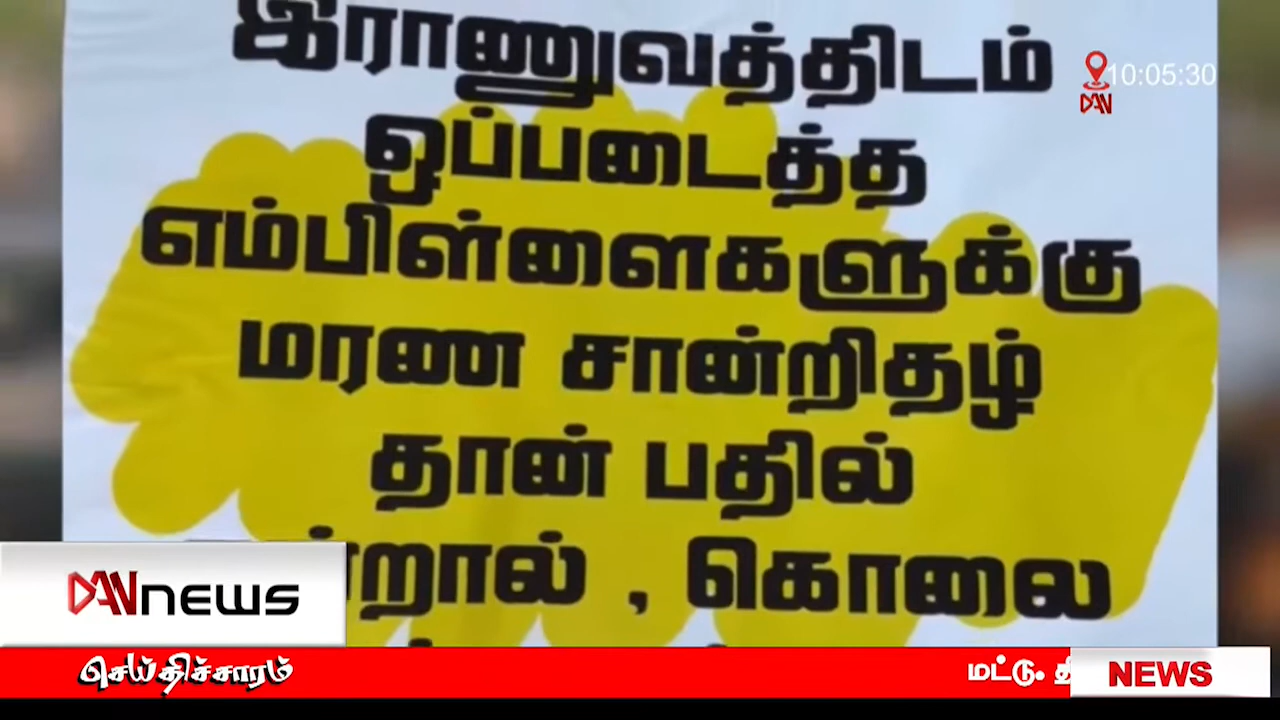 இராணுவத்திடம்
10:05:30
DAN
ஒப்படைத்த
எம்பிள்ளைகளுக்கு
மரண சான்றிதழ்
தான் பதில்
, கொலை
DAN news
செய்திச்சாரம்
மட்டு.
NEWS